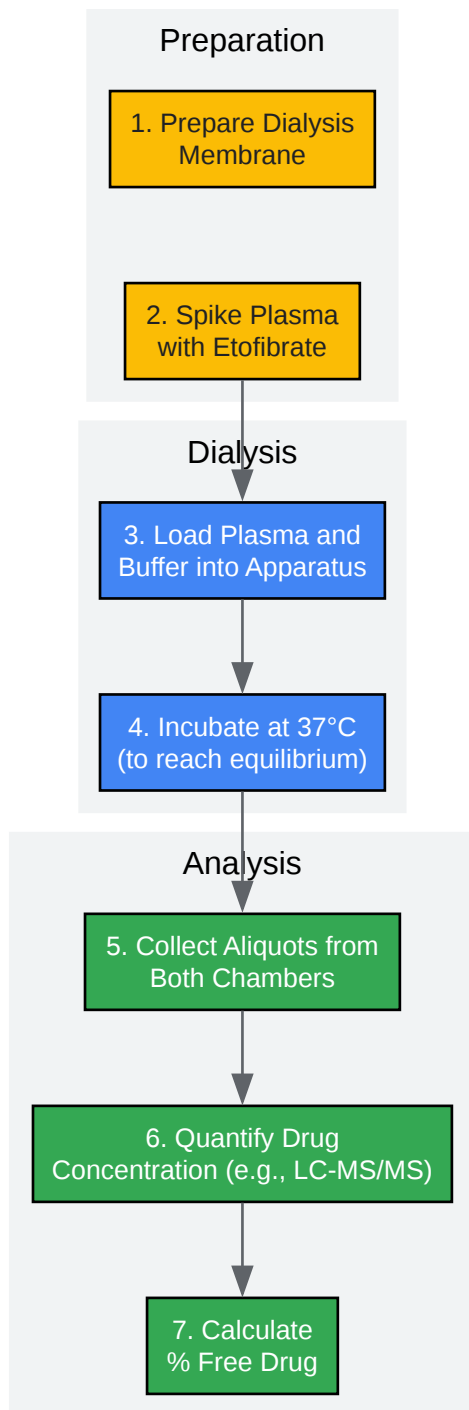 Preparation
1. Prepare Dialysis
Membrane
2. Spike Plasma
with Etofibrate
Dialysis
3. Load Plasma and
Buffer into Apparatus
4. Incubate at 37°C
(to reach equilibrium)
Analysis
5. Collect Aliquots from
Both Chambers
6. Quantify Drug
Concentration (e.g., LC-MS/MS)
7. Calculate
% Free Drug